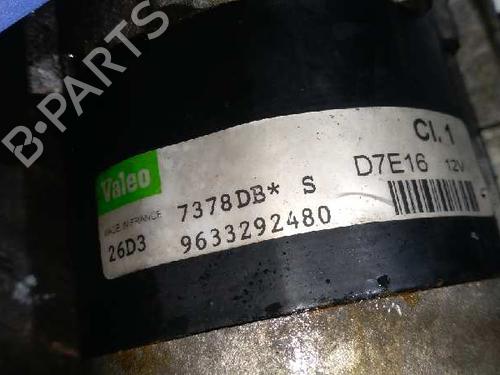 B-PARTS
Valeo
Cl.1
MADE IN FRANCE
7378DB* S
D7E16 12V
26D3
9633292480